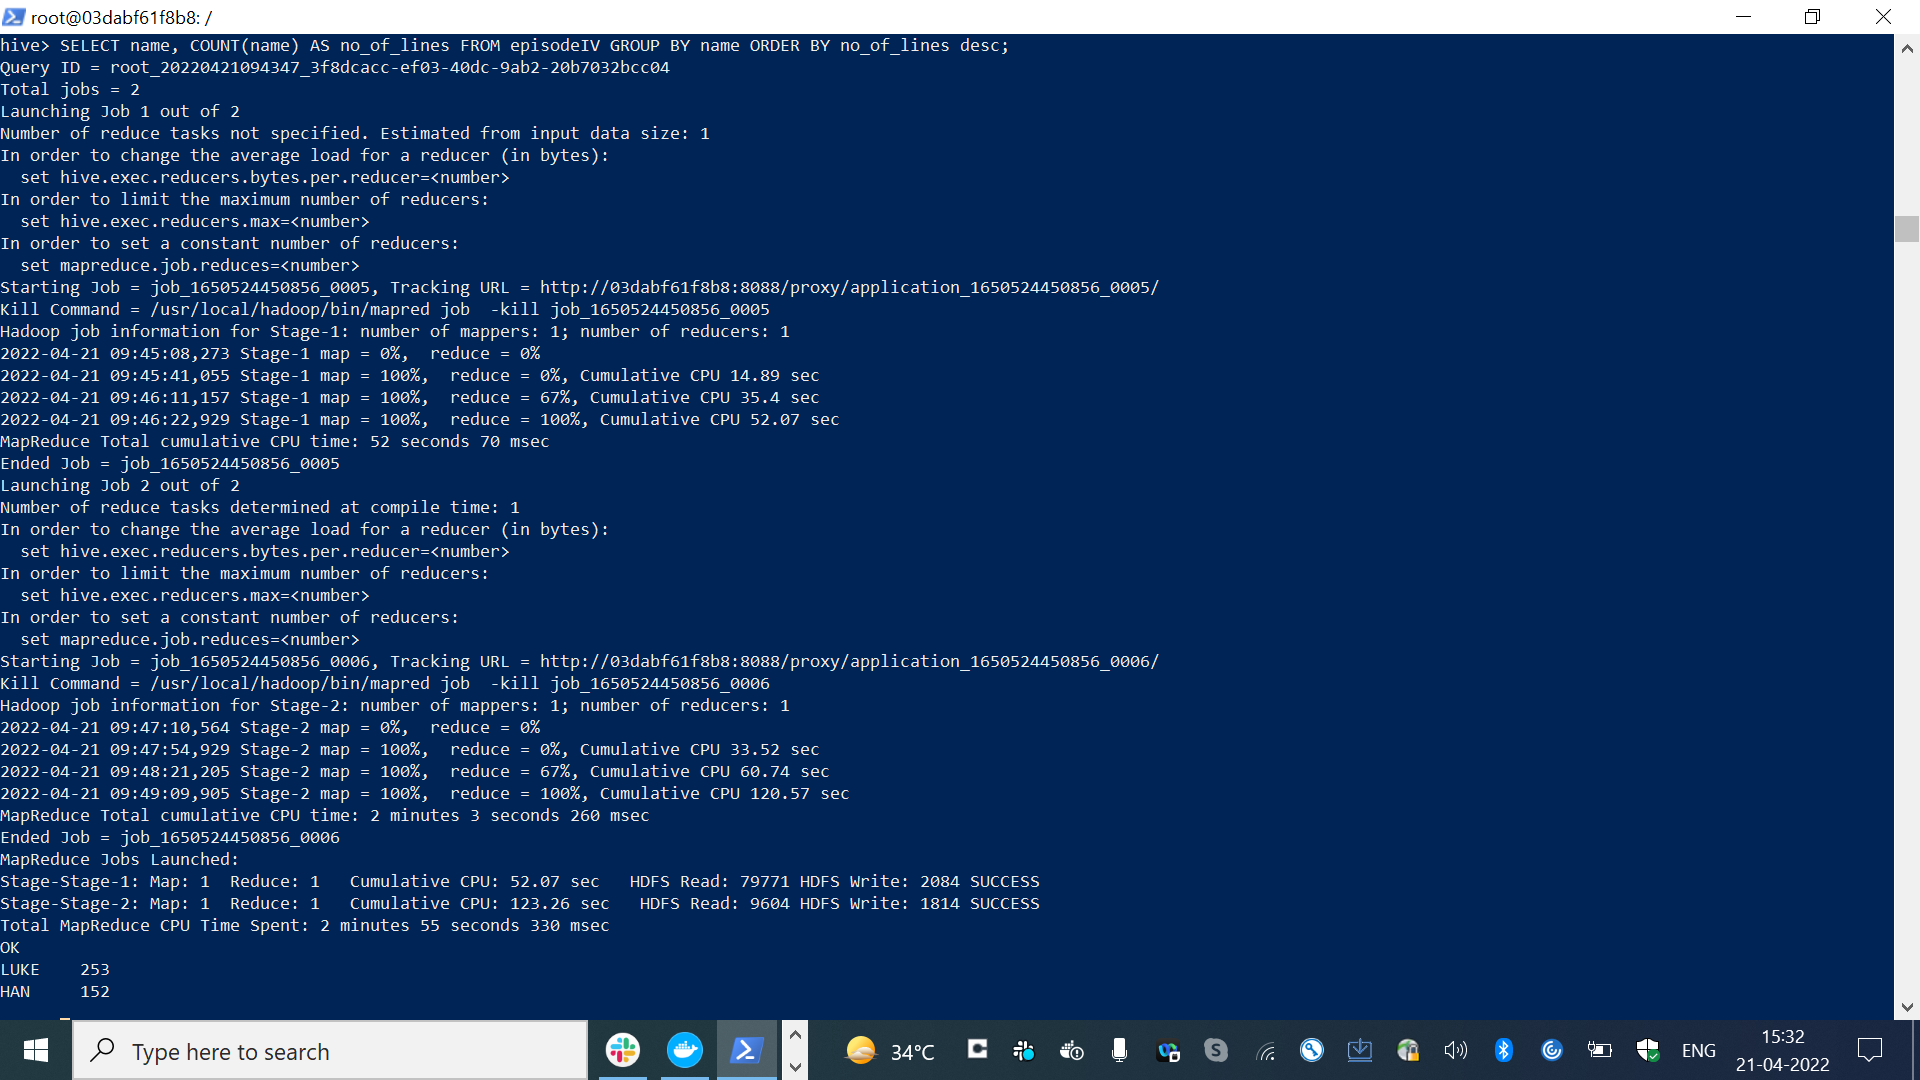 root@03dabf61f8b8: /
hive> SELECT name, COUNT(name) AS no_of_lines FROM episodeIV GROUP BY name ORDER BY no_of_lines desc;
Query ID = root_20220421094347_3f8dcacc-ef03-40dc-9ab2-20b7032bcc04
Total jobs = 2
Launching Job 1 out of 2
Number of reduce tasks not specified. Estimated from input data size: 1
In order to change the average load for a reducer (in bytes):
  set hive.exec.reducers.bytes.per.reducer=<number>
In order to limit the maximum number of reducers:
  set hive.exec.reducers.max=<number>
In order to set a constant number of reducers:
  set mapreduce.job.reduces=<number>
Starting Job = job_1650524450856_0005, Tracking URL = http://03dabf61f8b8:8088/proxy/application_1650524450856_0005/
Kill Command = /usr/local/hadoop/bin/mapred job  -kill job_1650524450856_0005
Hadoop job information for Stage-1: number of mappers: 1; number of reducers: 1
2022-04-21 09:45:08,273 Stage-1 map = 0%,  reduce = 0%
2022-04-21 09:45:41,055 Stage-1 map = 100%,  reduce = 0%, Cumulative CPU 14.89 sec
2022-04-21 09:46:11,157 Stage-1 map = 100%,  reduce = 67%, Cumulative CPU 35.4 sec
2022-04-21 09:46:22,929 Stage-1 map = 100%,  reduce = 100%, Cumulative CPU 52.07 sec
MapReduce Total cumulative CPU time: 52 seconds 70 msec
Ended Job = job_1650524450856_0005
Launching Job 2 out of 2
Number of reduce tasks determined at compile time: 1
In order to change the average load for a reducer (in bytes):
  set hive.exec.reducers.bytes.per.reducer=<number>
In order to limit the maximum number of reducers:
  set hive.exec.reducers.max=<number>
In order to set a constant number of reducers:
  set mapreduce.job.reduces=<number>
Starting Job = job_1650524450856_0006, Tracking URL = http://03dabf61f8b8:8088/proxy/application_1650524450856_0006/
Kill Command = /usr/local/hadoop/bin/mapred job  -kill job_1650524450856_0006
Hadoop job information for Stage-2: number of mappers: 1; number of reducers: 1
2022-04-21 09:47:10,564 Stage-2 map = 0%,  reduce = 0%
2022-04-21 09:47:54,929 Stage-2 map = 100%,  reduce = 0%, Cumulative CPU 33.52 sec
2022-04-21 09:48:21,205 Stage-2 map = 100%,  reduce = 67%, Cumulative CPU 60.74 sec
2022-04-21 09:49:09,905 Stage-2 map = 100%,  reduce = 100%, Cumulative CPU 120.57 sec
MapReduce Total cumulative CPU time: 2 minutes 3 seconds 260 msec
Ended Job = job_1650524450856_0006
MapReduce Jobs Launched:
Stage-Stage-1: Map: 1  Reduce: 1   Cumulative CPU: 52.07 sec   HDFS Read: 79771 HDFS Write: 2084 SUCCESS
Stage-Stage-2: Map: 1  Reduce: 1   Cumulative CPU: 123.26 sec   HDFS Read: 9604 HDFS Write: 1814 SUCCESS
Total MapReduce CPU Time Spent: 2 minutes 55 seconds 330 msec
OK
LUKE    253
HAN     152
Type here to search
34°C
ENG
15:32
21-04-2022